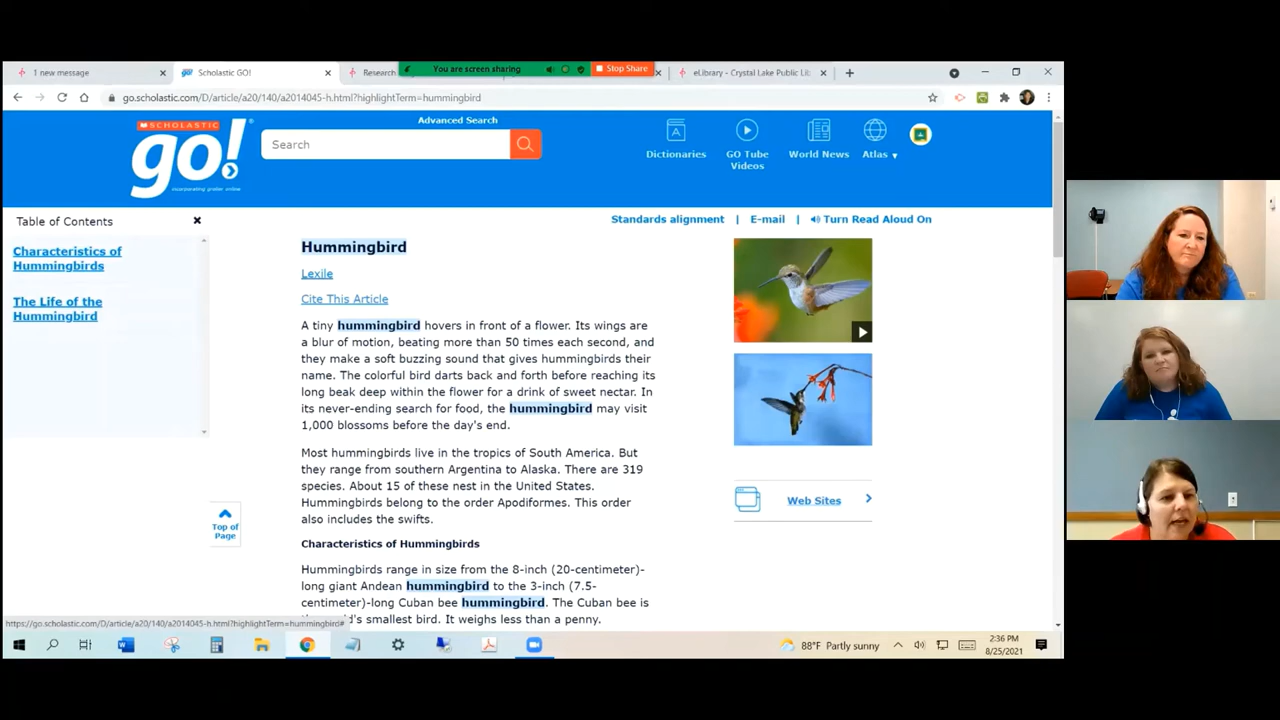 1 new message
Scholastic GO!
Research
You are screen sharing
Stop Share
eLibrary - Crystal Lake Public Lib
go.scholastic.com/D/article/a20/140/a2014045-h.html?highlightTerm=hummingbird
SCHOLASTIC
go!
incorporating grolier online
Advanced Search
Search
Dictionaries
GO Tube
Videos
World News
Atlas
Table of Contents
Standards alignment | E-mail | Turn Read Aloud On
Characteristics of
Hummingbirds
The Life of the
Hummingbird
Hummingbird
Lexile
Cite This Article
A tiny hummingbird hovers in front of a flower. Its wings are
a blur of motion, beating more than 50 times each second, and
they make a soft buzzing sound that gives hummingbirds their
name. The colorful bird darts back and forth before reaching its
long beak deep within the flower for a drink of sweet nectar. In
its never-ending search for food, the hummingbird may visit
1,000 blossoms before the day's end.
Most hummingbirds live in the tropics of South America. But
they range from southern Argentina to Alaska. There are 319
species. About 15 of these nest in the United States.
Hummingbirds belong to the order Apodiformes. This order
also includes the swifts.
Characteristics of Hummingbirds
Hummingbirds range in size from the 8-inch (20-centimeter)-
long giant Andean hummingbird to the 3-inch (7.5-
centimeter)-long Cuban bee hummingbird. The Cuban bee is
smallest bird. It weighs less than a penny.
Web Sites
Top of
Page
https://go.scholastic.com/D/article/a20/140/a2014045-h.html?highlightTerm=hummingbird#
88°F Partly sunny
2:36 PM
8/25/2021